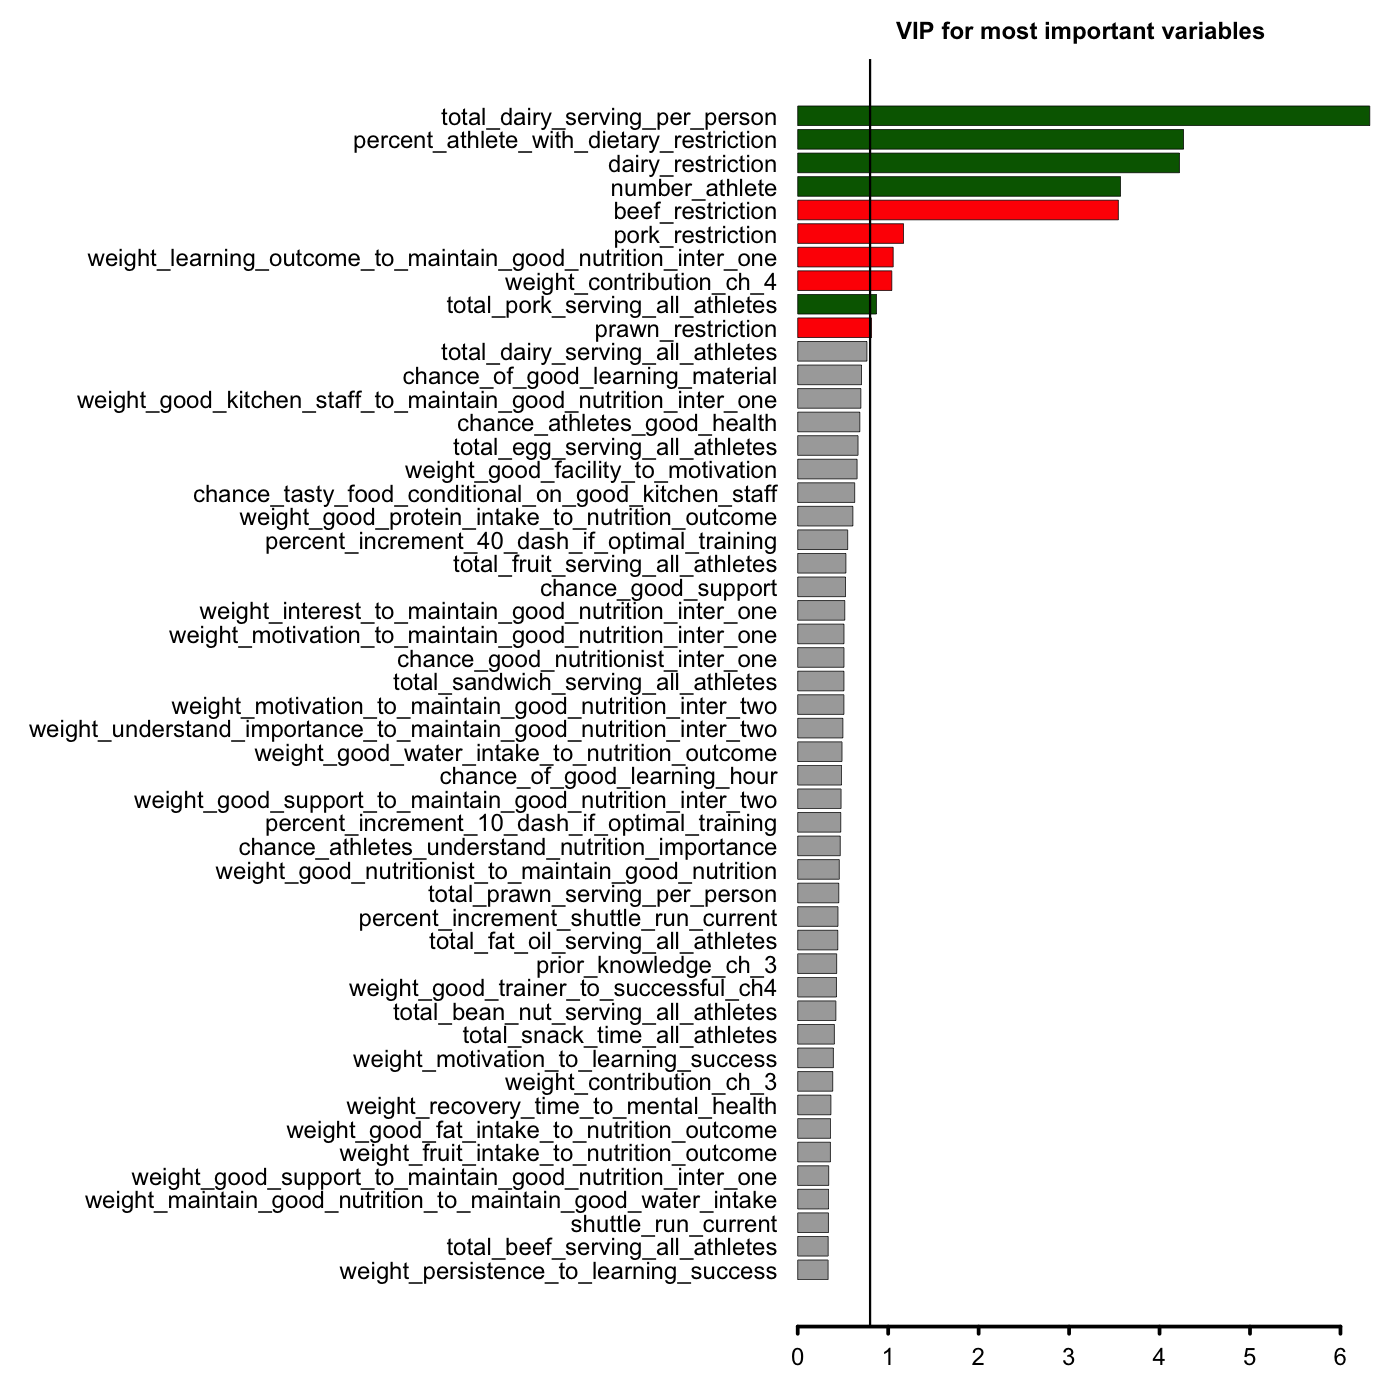 VIP for most important variables
total_dairy_serving_per_person
percent_athlete_with_dietary_restriction
dairy_restriction
number_athlete
beef_restriction
pork_restriction
weight_learning_outcome_to_maintain_good_nutrition_inter_one
weight_contribution_ch_4
total_pork_serving_all_athletes
prawn_restriction
total_dairy_serving_all_athletes
chance_of_good_learning_material
weight_good_kitchen_staff_to_maintain_good_nutrition_inter_one
chance_athletes_good_health
total_egg_serving_all_athletes
weight_good_facility_to_motivation
chance_tasty_food_conditional_on_good_kitchen_staff
weight_good_protein_intake_to_nutrition_outcome
percent_increment_40_dash_if_optimal_training
total_fruit_serving_all_athletes
chance_good_support
weight_interest_to_maintain_good_nutrition_inter_one
weight_motivation_to_maintain_good_nutrition_inter_one
chance_good_nutritionist_inter_one
total_sandwich_serving_all_athletes
weight_motivation_to_maintain_good_nutrition_inter_two
weight_understand_importance_to_maintain_good_nutrition_inter_two
weight_good_water_intake_to_nutrition_outcome
chance_of_good_learning_hour
weight_good_support_to_maintain_good_nutrition_inter_two
percent_increment_10_dash_if_optimal_training
chance_athletes_understand_nutrition_importance
weight_good_nutritionist_to_maintain_good_nutrition
total_prawn_serving_per_person
percent_increment_shuttle_run_current
total_fat_oil_serving_all_athletes
prior_knowledge_ch_3
weight_good_trainer_to_successful_ch4
total_bean_nut_serving_all_athletes
total_snack_time_all_athletes
weight_motivation_to_learning_success
weight_contribution_ch_3
weight_recovery_time_to_mental_health
weight_good_fat_intake_to_nutrition_outcome
weight_fruit_intake_to_nutrition_outcome
weight_good_support_to_maintain_good_nutrition_inter_one
weight_maintain_good_nutrition_to_maintain_good_water_intake
shuttle_run_current
total_beef_serving_all_athletes
weight_persistence_to_learning_success
0 1 2 3 4 5 6